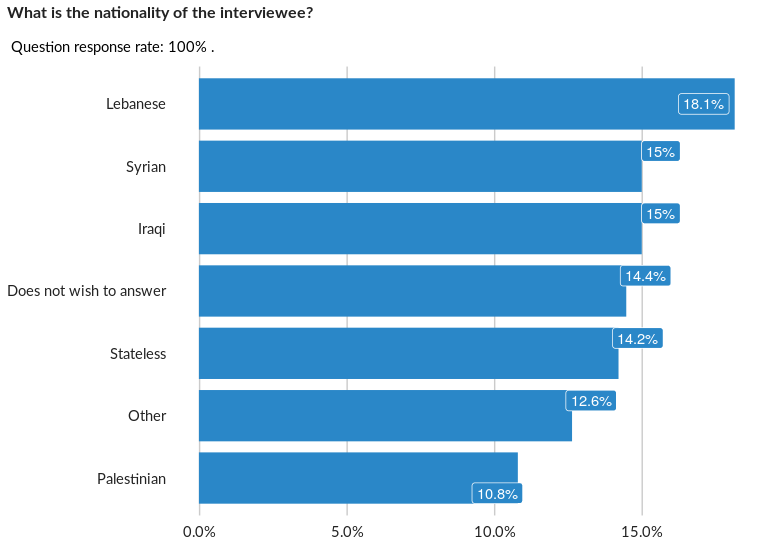 What is the nationality of the interviewee?
Question response rate: 100% .
Lebanese
18.1%
Syrian
15%
Iraqi
15%
Does not wish to answer
14.4%
Stateless
14.2%
Other
12.6%
Palestinian
10.8%
0.0% 5.0% 10.0% 15.0%